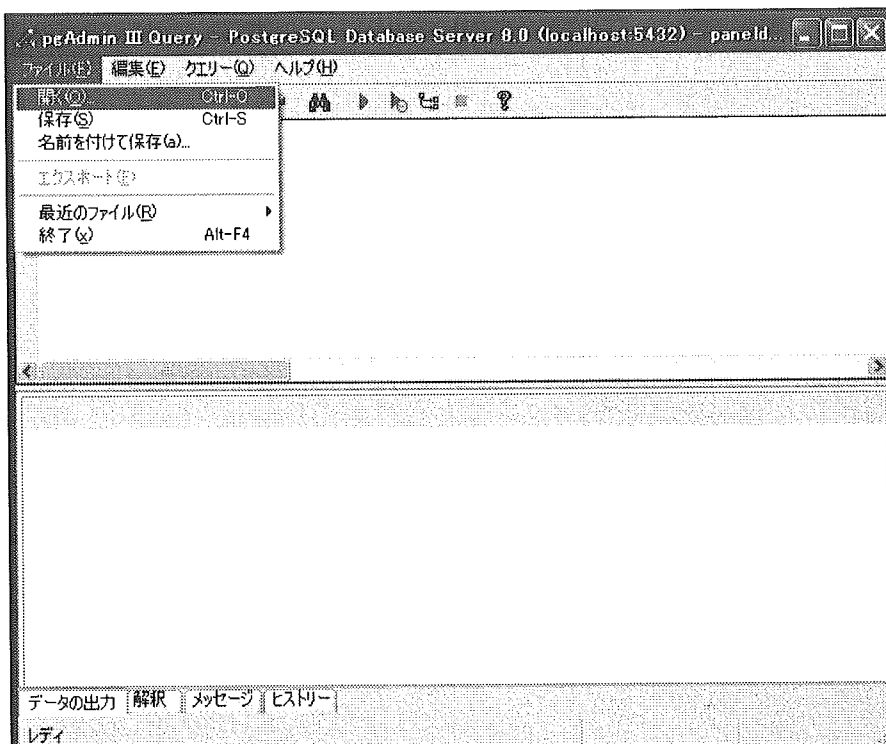 pgAdmin III Query - PostgreSQL Database Server 8.0 (localhost:5432) - paneld...
ファイル(F) 編集(E) クエリー(Q) ヘルプ(H)
開く(O) Ctrl-O
保存(S) Ctrl-S
名前を付けて保存(a)...
エクスポート(E)
最近のファイル(R)
終了(x) Alt-F4
データの出力 解釈 メッセージ ヒストリー
レディ